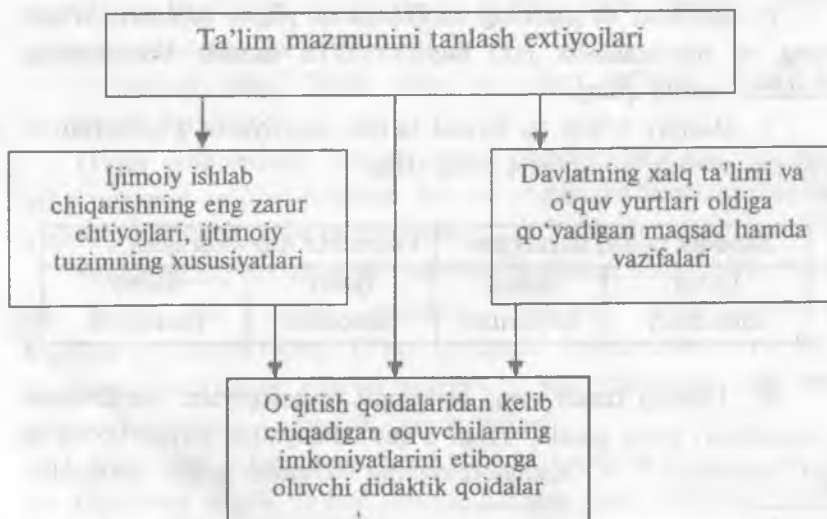 Ta’lim mazmunini tanlash extiyojlari
Ijimoiy ishlab
chiqarishning eng zarur
ehtiyojlari, ijtimoiy
tuzimning xususiyatlari
Davlatning xalq ta’limi va
o‘quv yurtlari oldiga
qo‘yadigan maqsad hamda
vazifalari
O‘qitish qoidalaridan kelib
chiqadigan oquvchilarning
imkoniyatlarini etiborga
oluvchi didaktik qoidalar